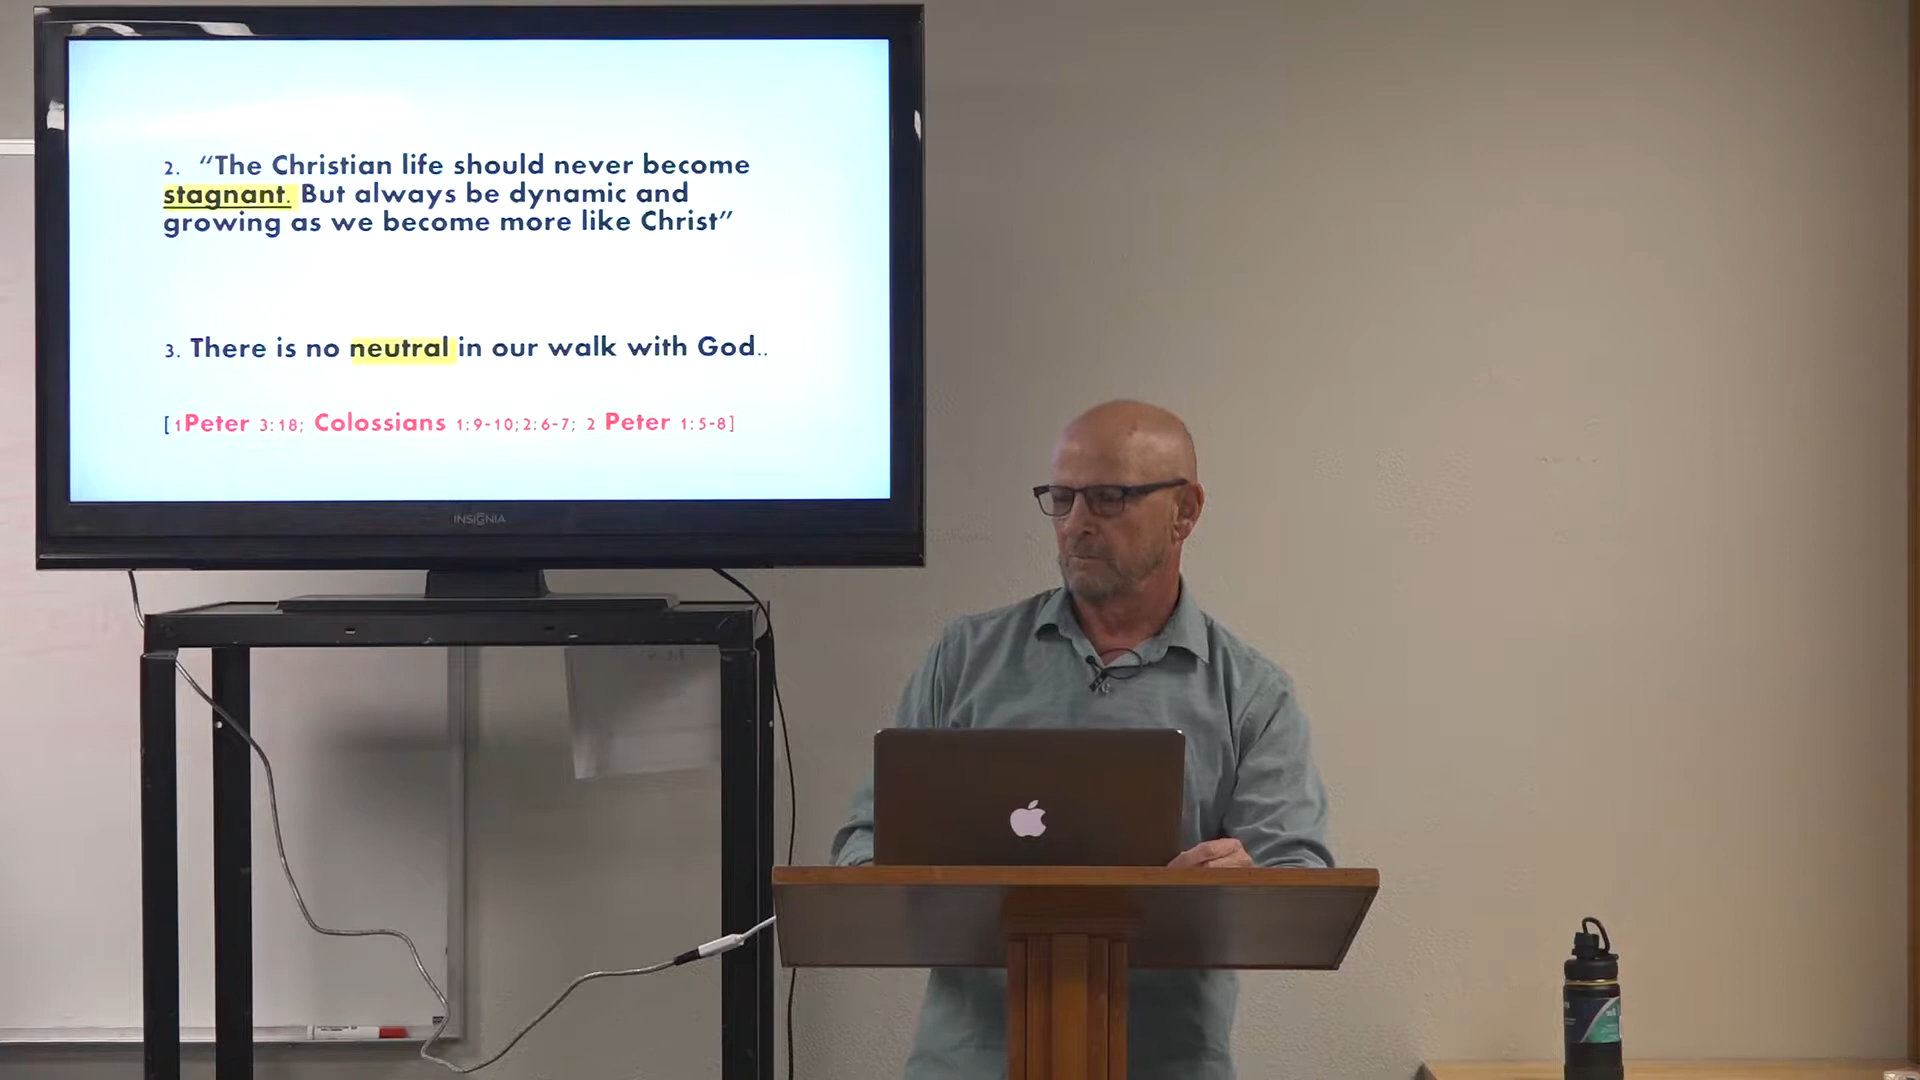 2. “The Christian life should never become
stagnant. But always be dynamic and
growing as we become more like Christ”
3. There is no neutral in our walk with God..
[1Peter 3:18; Colossians 1:9-10;2:6-7; 2 Peter 1:5-8]
INSIGNIA